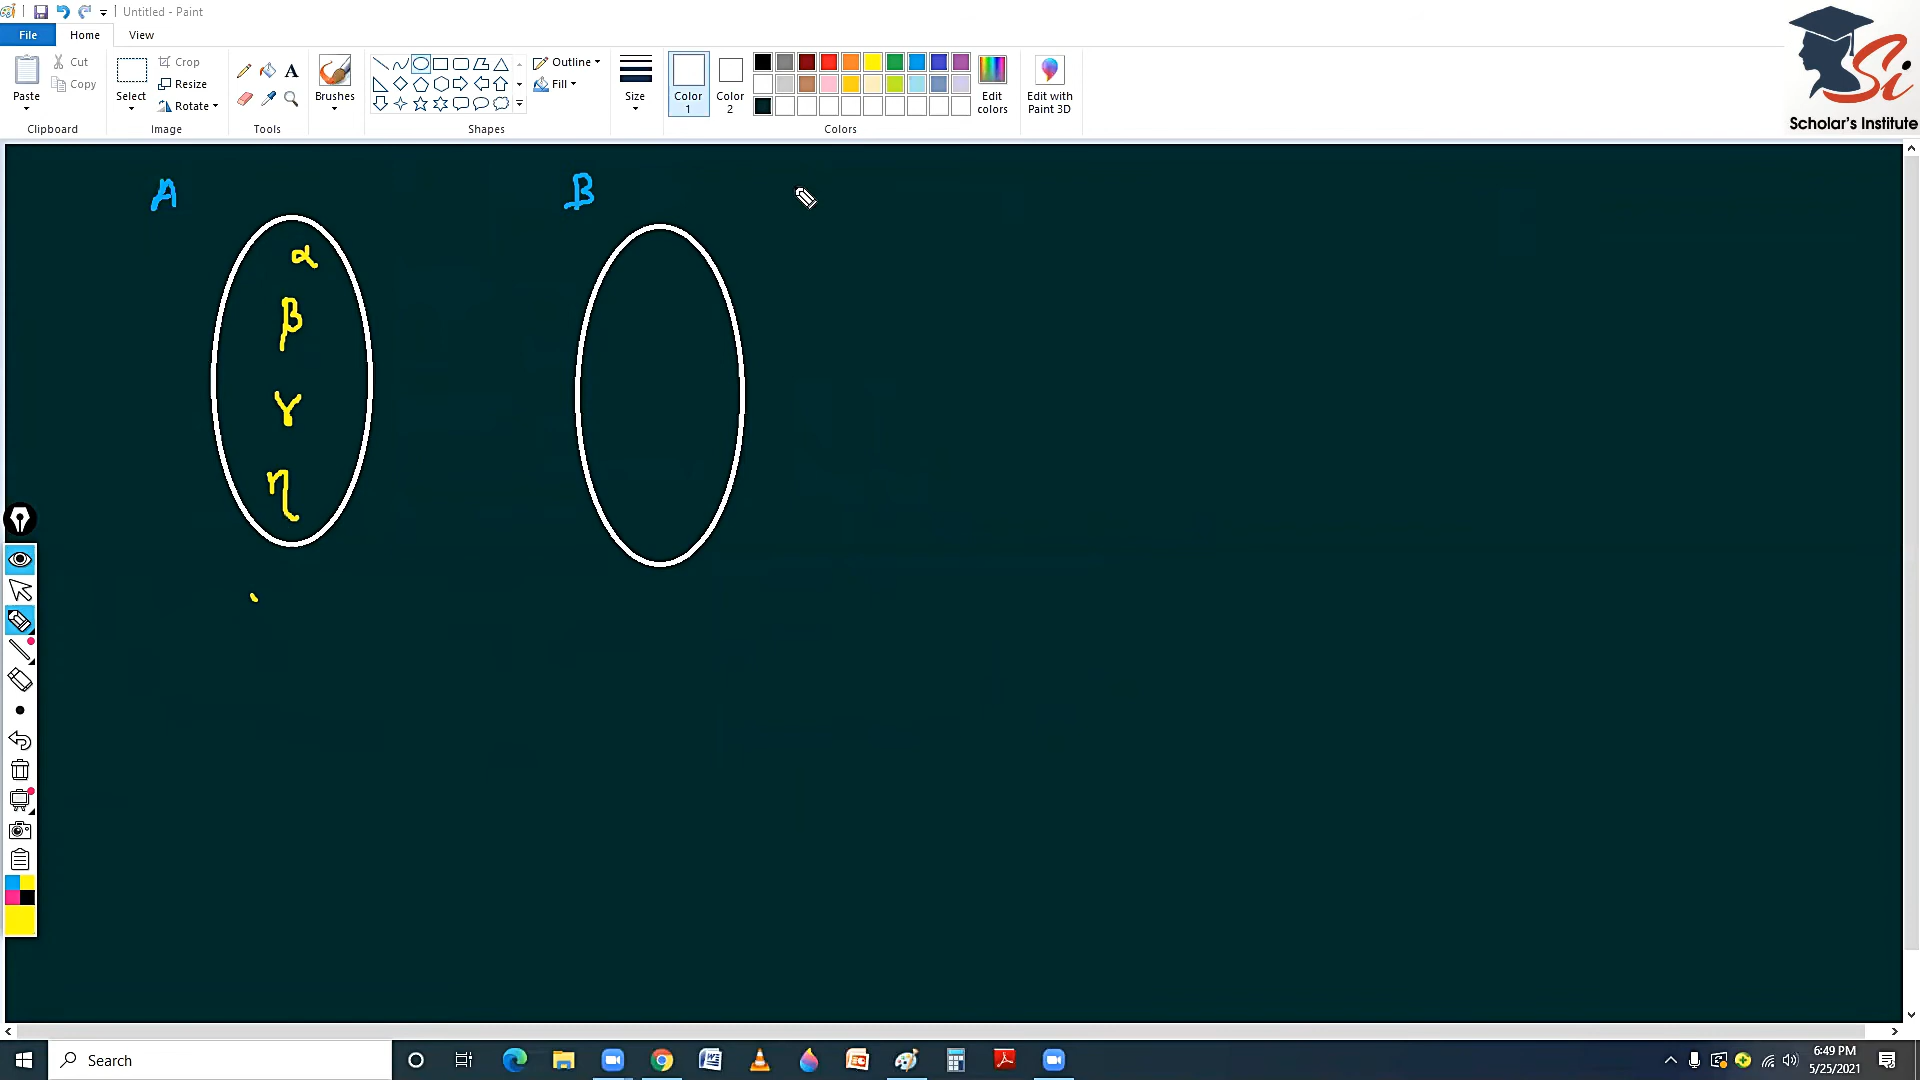 Untitled - Paint
File Home View
Paste Cut Copy Clipboard
Select Crop Resize Rotate Image
A Tools
Brushes
Outline Fill Shapes
Size
Color 1 Color 2 Edit colors Colors
Edit with Paint 3D
Si
Scholar's Institute
A B
α
β
γ
η
Search
6:49 PM
5/25/2021